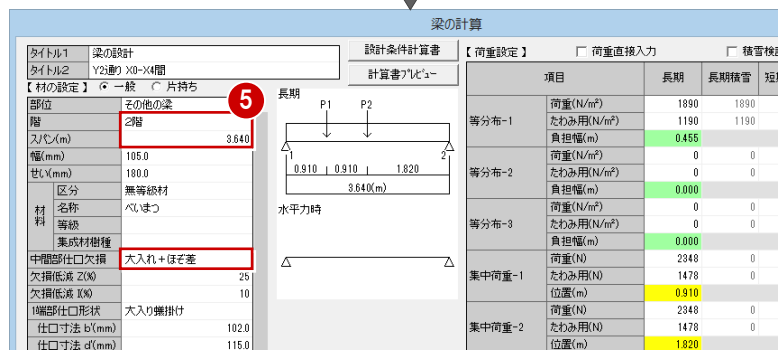 梁の計算
タイトル1 梁の設計
タイトル2 Y2通り X0-X4間
設計条件計算書
計算書プレビュー
【材の設定】 一般 片持ち
部位 その他の梁
階 2階
スパン(m) 3.640
幅(mm) 105.0
せい(mm) 180.0
材料
区分 無等級材
名称 べいまつ
等級
集成材樹種
中間部仕口欠損 大入れ+ほぞ差
欠損低減 Z(%) 25
欠損低減 I(%) 10
1端部仕口形状 大入り蟻掛け
仕口寸法 b'(mm) 102.0
仕口寸法 d'(mm) 115.0
5
長期
P1 P2
1 2
0.910 0.910 1.820
3.640(m)
水平力時
【荷重設定】 荷重直接入力 積雪検
項目 長期 長期積雪 短
等分布-1
荷重(N/m²) 1890 1890
たわみ用(N/m²) 1190 1190
負担幅(m) 0.455
等分布-2
荷重(N/m²) 0 0
たわみ用(N/m²) 0 0
負担幅(m) 0.000
等分布-3
荷重(N/m²) 0 0
たわみ用(N/m²) 0 0
負担幅(m) 0.000
集中荷重-1
荷重(N) 2348 0
たわみ用(N) 1478 0
位置(m) 0.910
集中荷重-2
荷重(N) 2348 0
たわみ用(N) 1478 0
位置(m) 1.820